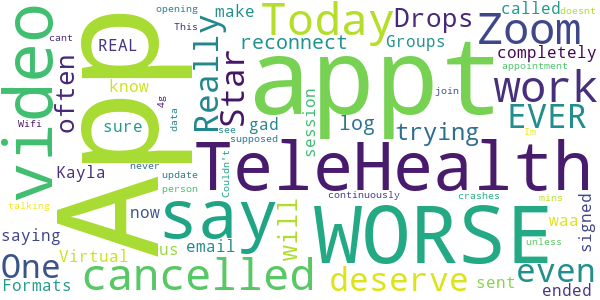 opening
This
called
doesnt
cant
Today
Drops
Zoom
make
REAL
reconnect
Groups
completely
App
video
often
Really
Star
appt
work
appointment
know
Wifi
4g
data
sure
see
supposed
gad
session
log
trying
join
EVER
TeleHealth
Im
Kayla
never
update
person
Couldn't
crashes
mins
continuously
talking
now
say
will
WORSE
waa
signed
saying
Virtual
us
email
unless
One
cancelled
deserve
even
Formats
sent
ended